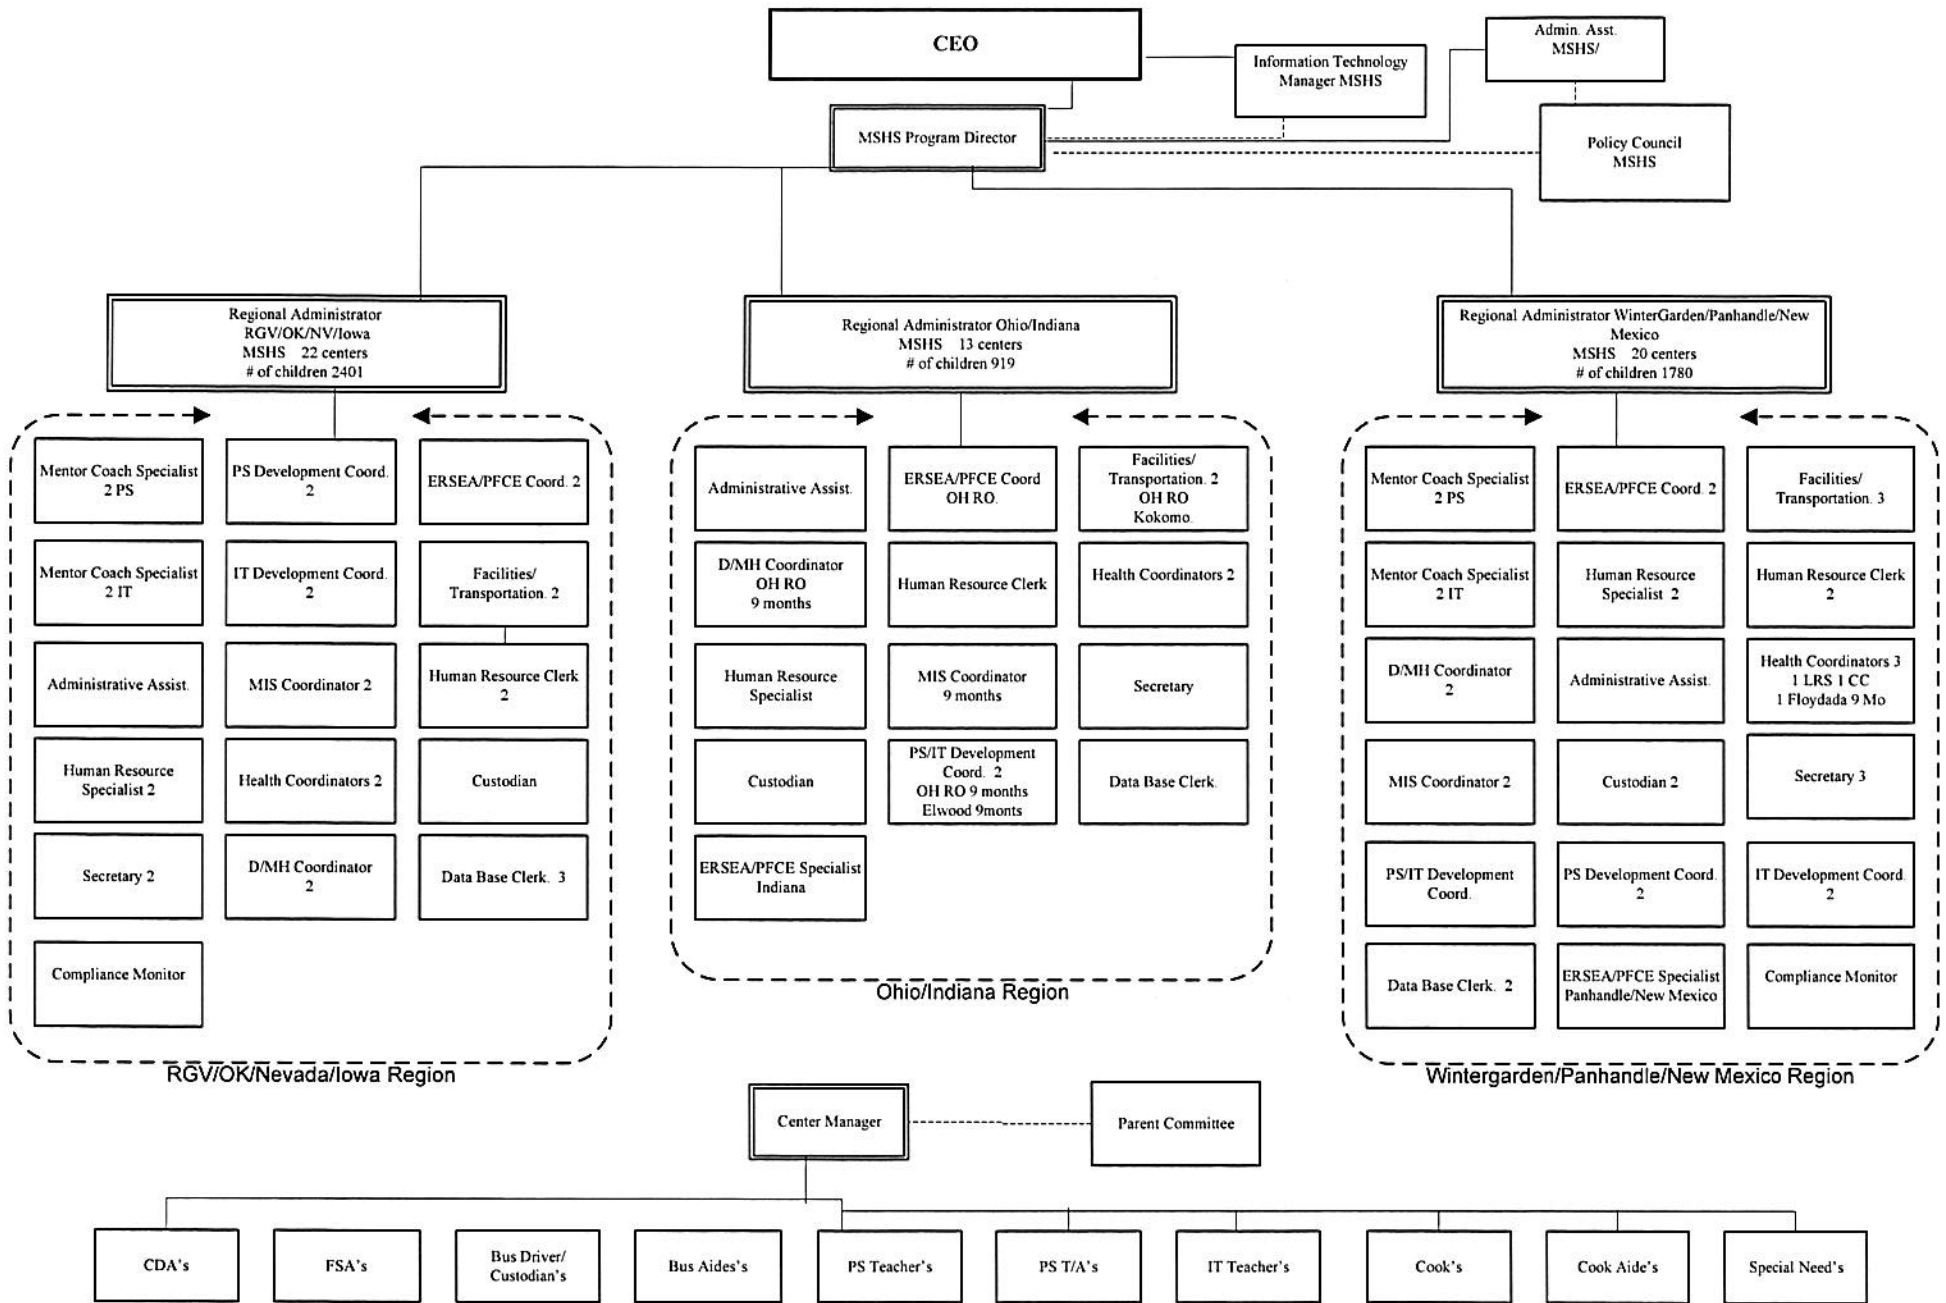 CEO
Information Technology
Manager MSHS
Admin. Asst.
MSHS/
MSHS Program Director
Policy Council
MSHS
Regional Administrator
RGV/OK/NV/Iowa
MSHS 22 centers
# of children 2401
Regional Administrator Ohio/Indiana
MSHS 13 centers
# of children 919
Regional Administrator WinterGarden/Panhandle/New
Mexico
MSHS 20 centers
# of children 1780
Mentor Coach Specialist
2 PS
PS Development Coord.
2
ERSEA/PFCE Coord. 2
Mentor Coach Specialist
2 IT
IT Development Coord.
2
Facilities/
Transportation. 2
Administrative Assist.
MIS Coordinator 2
Human Resource Clerk
2
Human Resource
Specialist 2
Health Coordinators 2
Custodian
Secretary 2
D/MH Coordinator
2
Data Base Clerk. 3
Compliance Monitor
RGV/OK/Nevada/Iowa Region
Administrative Assist.
ERSEA/PFCE Coord
OH RO.
Facilities/
Transportation. 2
OH RO
Kokomo.
D/MH Coordinator
OH RO
9 months
Human Resource Clerk
Health Coordinators 2
Human Resource
Specialist
MIS Coordinator
9 months
Secretary
Custodian
PS/IT Development
Coord. 2
OH RO 9 months
Elwood 9monts
Data Base Clerk.
ERSEA/PFCE Specialist
Indiana
Ohio/Indiana Region
Mentor Coach Specialist
2 PS
ERSEA/PFCE Coord. 2
Facilities/
Transportation. 3
Mentor Coach Specialist
2 IT
Human Resource
Specialist 2
Human Resource Clerk
2
D/MH Coordinator
2
Administrative Assist.
Health Coordinators 3
1 LRS 1 CC
1 Floydada 9 Mo
MIS Coordinator 2
Custodian 2
Secretary 3
PS/IT Development
Coord.
PS Development Coord.
2
IT Development Coord.
2
Data Base Clerk. 2
ERSEA/PFCE Specialist
Panhandle/New Mexico
Compliance Monitor
Wintergarden/Panhandle/New Mexico Region
Center Manager
Parent Committee
CDA's
FSA's
Bus Driver/
Custodian's
Bus Aides's
PS Teacher's
PS T/A's
IT Teacher's
Cook's
Cook Aide's
Special Need's